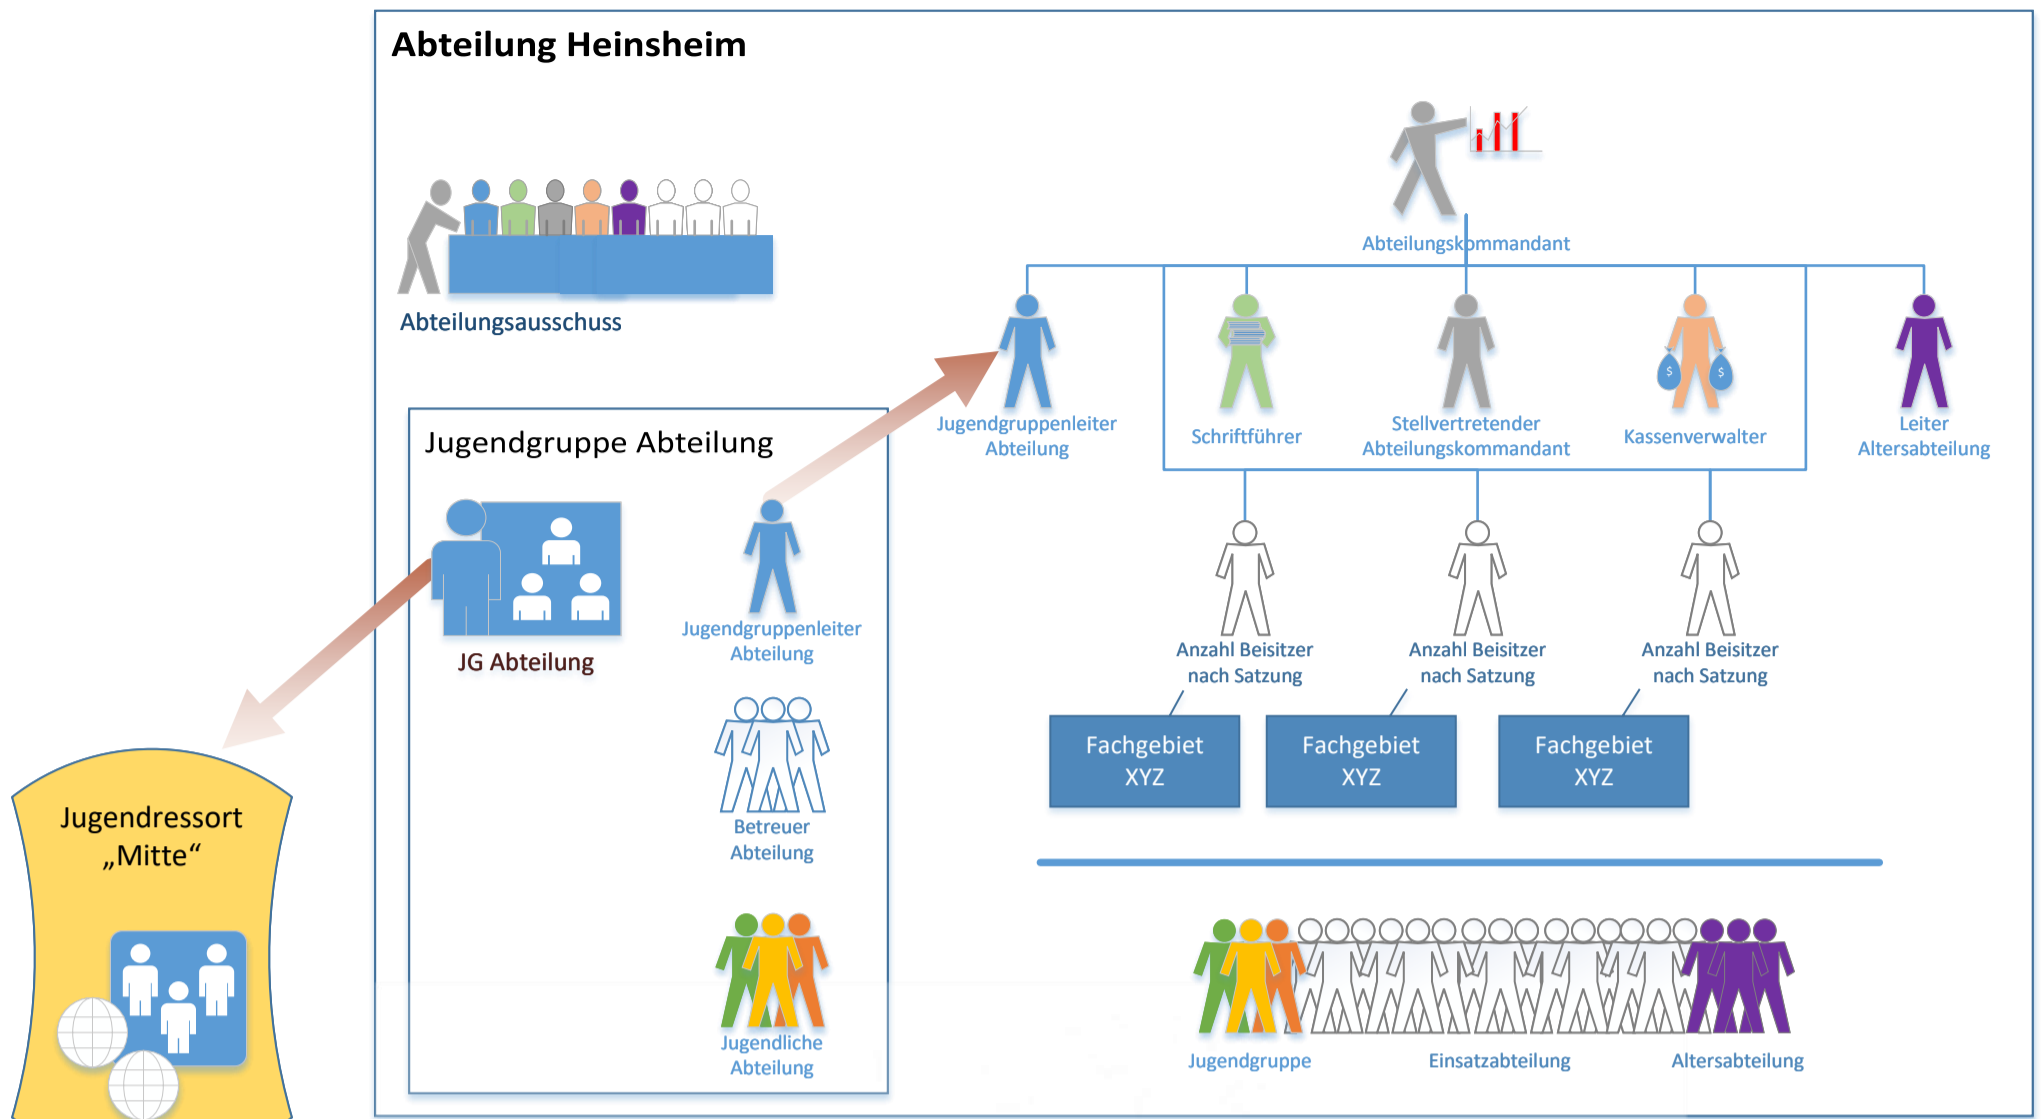 Abteilung Heinsheim
Abteilungskommandant
Abteilungsausschuss
Jugendgruppenleiter
Abteilung
Schriftführer
Stellvertretender
Abteilungskommandant
$
$
Kassenverwalter
Leiter
Altersabteilung
Jugendgruppe Abteilung
JG Abteilung
Jugendgruppenleiter
Abteilung
Betreuer
Abteilung
Jugendliche
Abteilung
Anzahl Beisitzer
nach Satzung
Anzahl Beisitzer
nach Satzung
Anzahl Beisitzer
nach Satzung
Fachgebiet
XYZ
Fachgebiet
XYZ
Fachgebiet
XYZ
Jugendressort
„Mitte“
Jugendgruppe
Einsatzabteilung
Altersabteilung